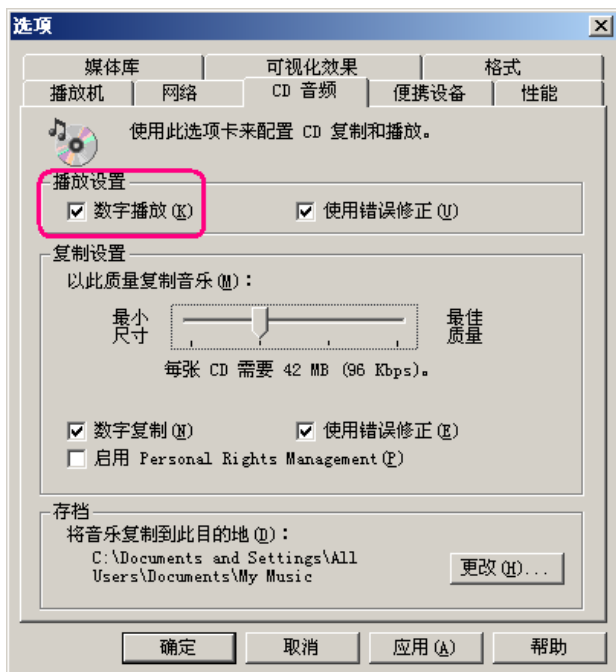 选项
媒体库 可视化效果 格式
播放机 网络 CD 音频 便携设备 性能
使用此选项卡来配置 CD 复制和播放。
播放设置
数字播放(K) 使用错误修正(U)
复制设置
以此质量复制音乐(M):
最小 最佳
尺寸 质量
每张 CD 需要 42 MB (96 Kbps)。
数字复制(N) 使用错误修正(E)
启用 Personal Rights Management(P)
存档
将音乐复制到此目的地(D):
C:\Documents and Settings\All
Users\Documents\My Music
更改(H)...
确定 取消 应用(A) 帮助